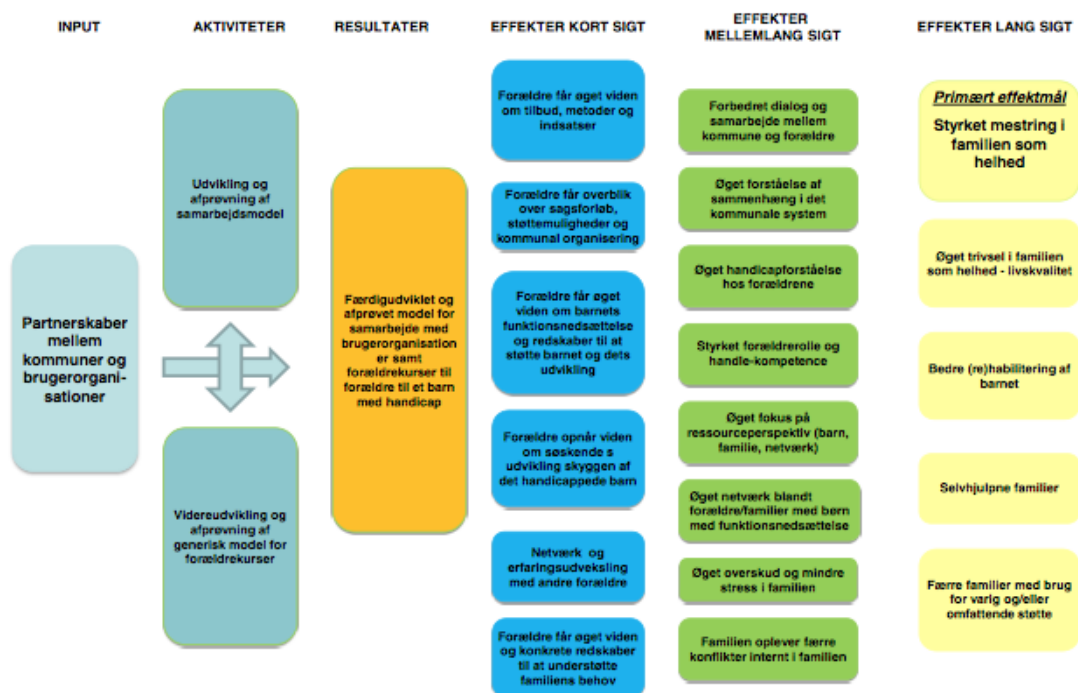 INPUT
AKTIVITETER
RESULTATER
EFFEKTER KORT SIGT
EFFEKTER
MELLEMLANG SIGT
EFFEKTER LANG SIGT
Partnerskaber
mellem
kommuner og
brugerorgani-
sationer
Udvikling og
afprøvning af
samarbejdsmodel
Videreudvikling og
afprøvning af
generisk model for
forældrekurser
Færdigudviklet og
afprøvet model for
samarbejde med
brugerorganisation
er samt
forældrekurser til
forældre til et barn
med handicap
Forældre får øget viden
om tilbud, metoder og
indsatser
Forældre får overblik
over sagsforløb,
støttemuligheder og
kommunal organisering
Forældre får øget
viden om barnets
funktionsnedsættelse
og redskaber til at
støtte barnet og dets
udvikling
Forældre opnår viden
om søskende s
udvikling skyggen af
det handicappede barn
Netværk og
erfaringsudveksling
med andre forældre
Forældre får øget viden
og konkrete redskaber
til at understøtte
familiens behov
Forbedret dialog og
samarbejde mellem
kommune og forældre
Øget forståelse af
sammenhæng i det
kommunale system
Øget handicapforståelse
hos forældrene
Styrket forældrerolle og
handle-kompetence
Øget fokus på
ressourceperspektiv (barn,
familie, netværk)
Øget netværk blandt
forældre/familier med børn
med funktionsnedsættelse
Øget overskud og mindre
stress i familien
Familien oplever færre
konflikter internt i familien
Primært effektmål
Styrket mestring i
familien som
helhed
Øget trivsel i familien
som helhed - livskvalitet
Bedre (re)habilitering af
barnet
Selvhjulpne familier
Færre familier med brug
for varig og/eller
omfattende støtte